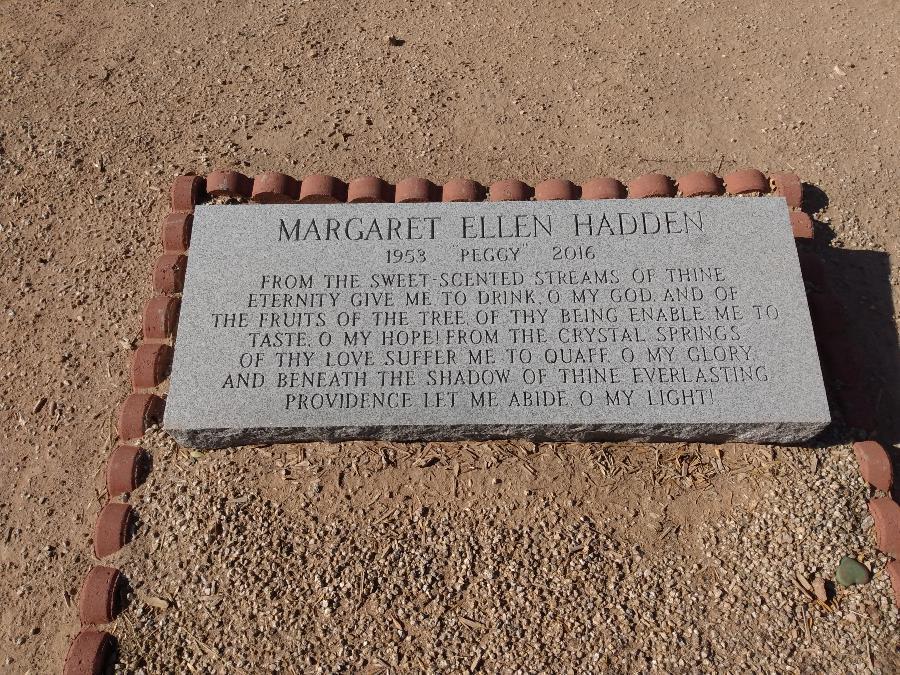 MARGARET ELLEN HADDEN
1953 PEGGY" 2016
FROM THE SWEET-SCENTED STREAMS OF THINE
ETERNITY GIVE ME TO DRINK, O MY GOD, AND OF
THE FRUITS OF THE TREE OF THY BEING ENABLE ME TO
TASTE, O MY HOPE! FROM THE CRYSTAL SPRINGS
OF THY LOVE SUFFER ME TO QUAFF, O MY GLORY,
AND BENEATH THE SHADOW OF THINE EVERLASTING
PROVIDENCE LET ME ABIDE, O MY LIGHT!